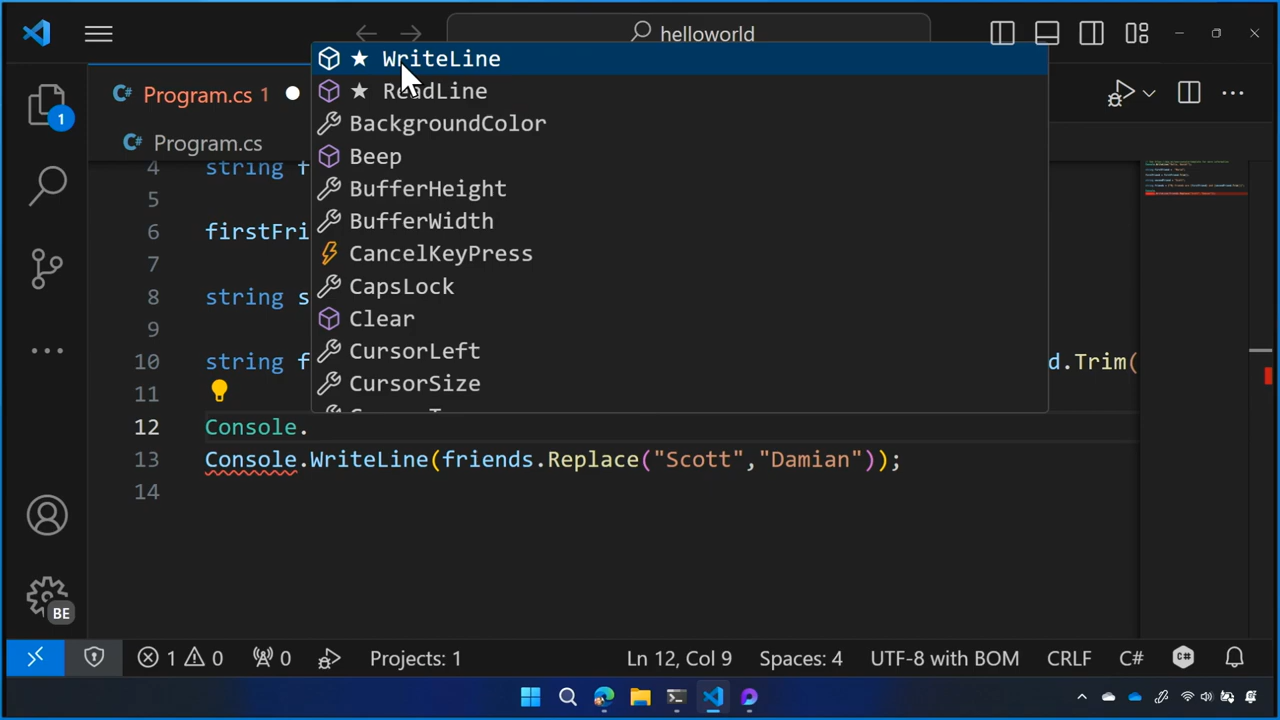 helloworld
Program.cs 1
Program.cs
★ WriteLine
★ ReadLine
BackgroundColor
Beep
BufferHeight
BufferWidth
CancelKeyPress
CapsLock
Clear
CursorLeft
CursorSize
4 string f
5
6 firstFri
7
8 string s
9
10 string f d.Trim(
11
12 Console.
13 Console.WriteLine(friends.Replace("Scott","Damian"));
14
1
BE
1 0 0 Projects: 1 Ln 12, Col 9 Spaces: 4 UTF-8 with BOM CRLF C#